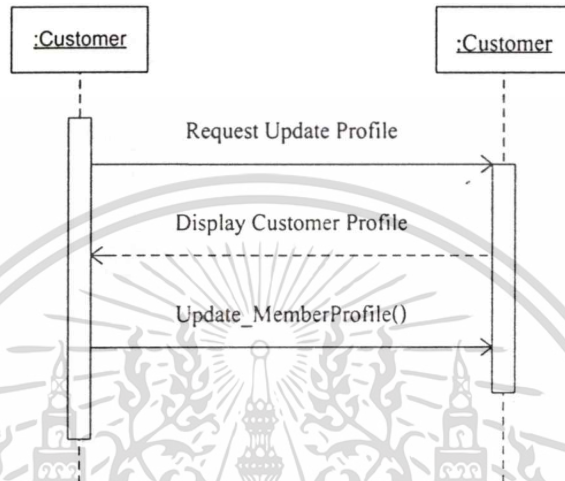 :Customer
:Customer
Request Update Profile
Display Customer Profile
Update_MemberProfile()